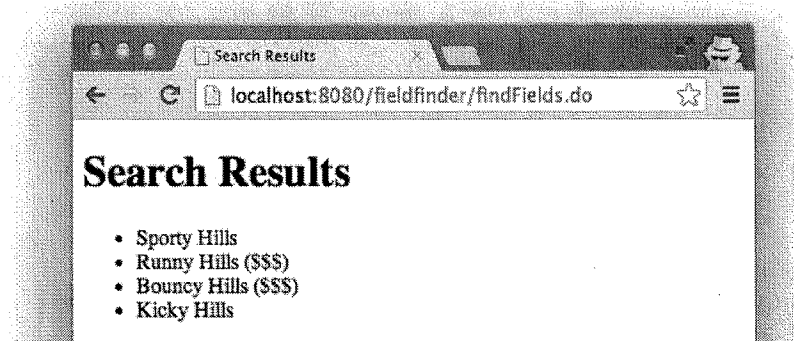 Search Results
localhost:8080/fieldfinder/findFields.do
Search Results
• Sporty Hills
• Runny Hills ($$$)
• Bouncy Hills ($$$)
• Kicky Hills